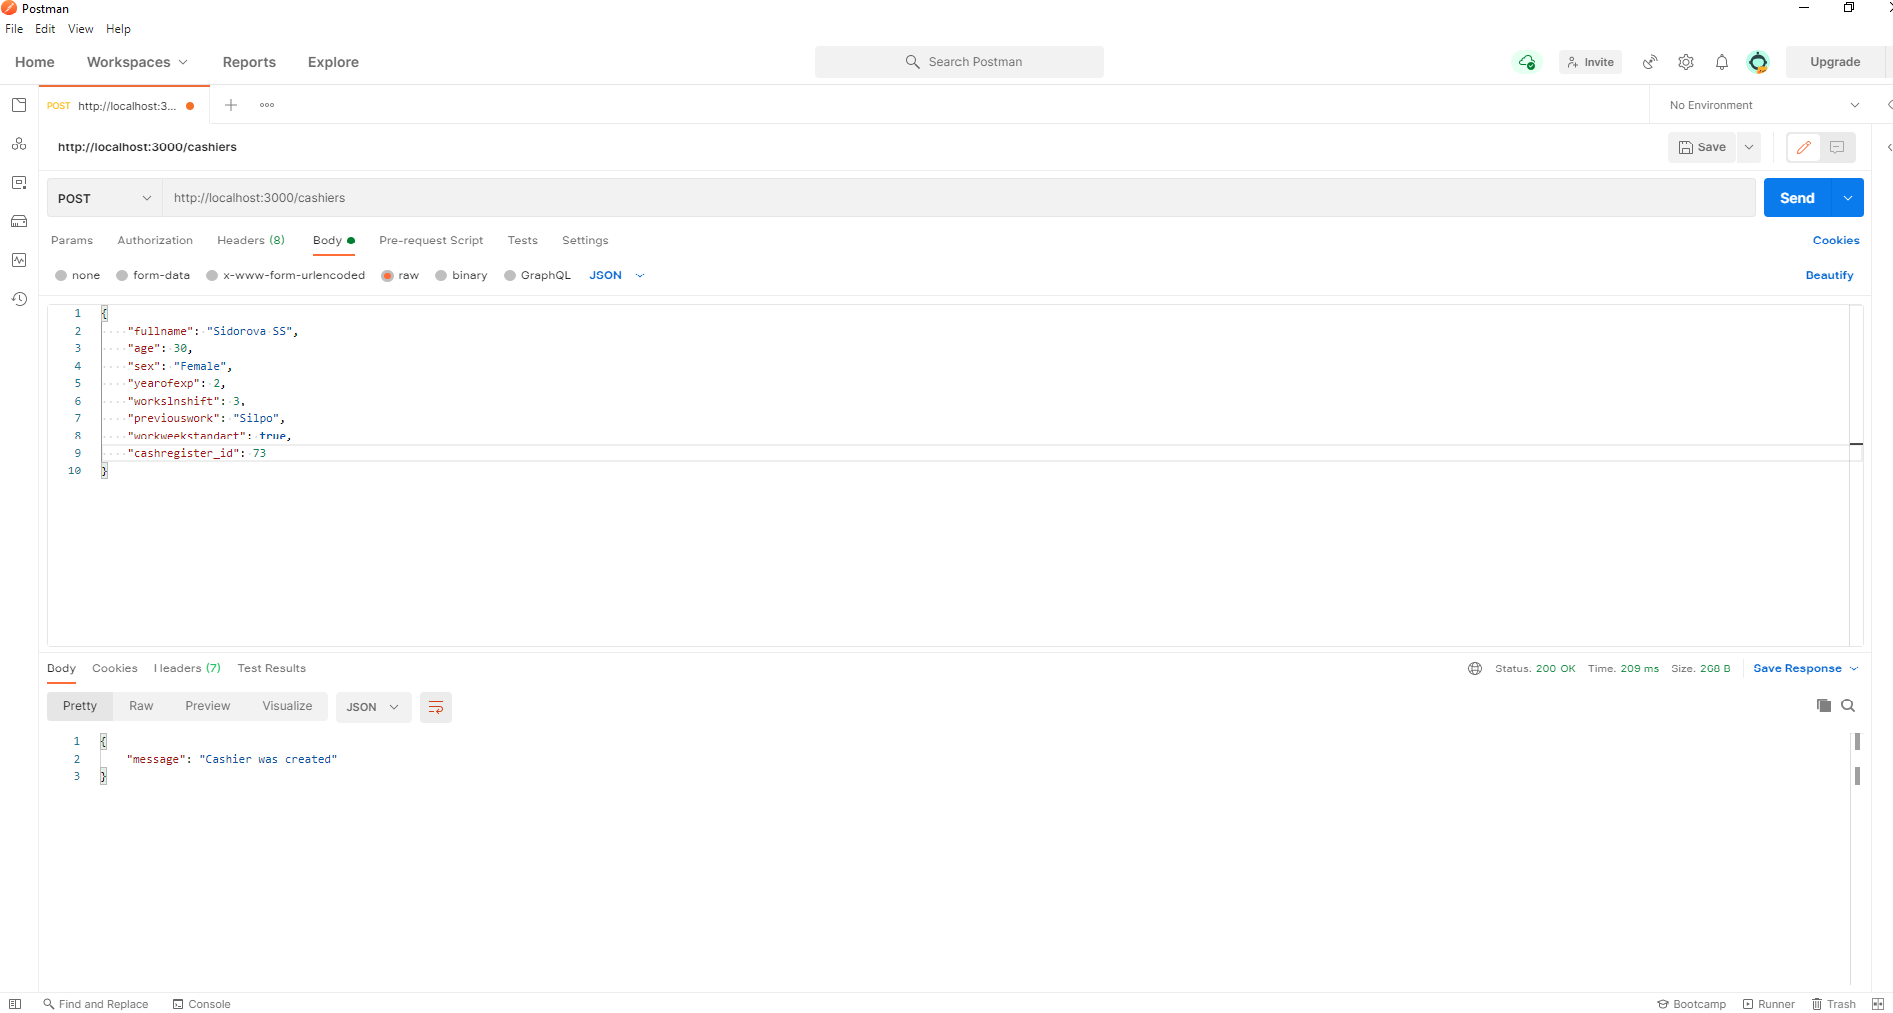 Postman
File Edit View Help
Home Workspaces Reports Explore Search Postman Invite Upgrade
POST http://localhost:3... No Environment
http://localhost:3000/cashiers Save
POST http://localhost:3000/cashiers Send
Params Authorization Headers (8) Body Pre-request Script Tests Settings Cookies
none form-data x-www-form-urlencoded raw binary GraphQL JSON Beautify
1 {
2 "fullname": "Sidorova SS",
3 "age": 30,
4 "sex": "Female",
5 "yearofexp": 2,
6 "workslnshift": 3,
7 "previouswork": "Silpo",
8 "workweekstandart": true,
9 "cashregister_id": 73
10 }
Body Cookies Headers (7) Test Results Status: 200 OK Time: 209 ms Size: 268 B Save Response
Pretty Raw Preview Visualize JSON
1 {
2 "message": "Cashier was created"
3 }
Find and Replace Console Bootcamp Runner Trash